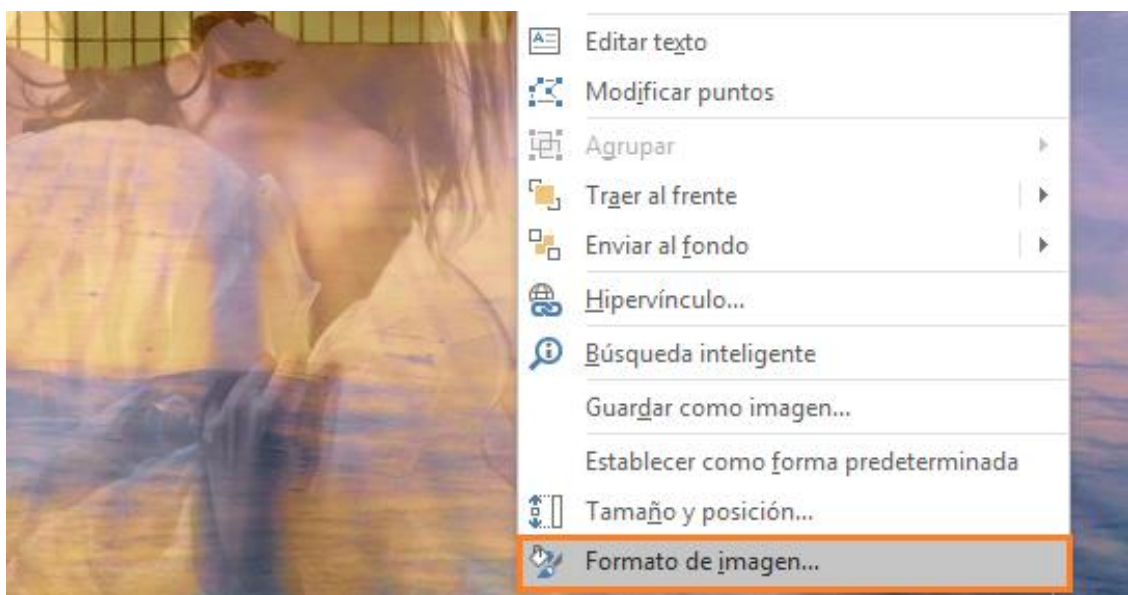 Editar texto
Modificar puntos
Agrupar
Traer al frente
Enviar al fondo
Hipervínculo...
Búsqueda inteligente
Guardar como imagen...
Establecer como forma predeterminada
Tamaño y posición...
Formato de imagen...